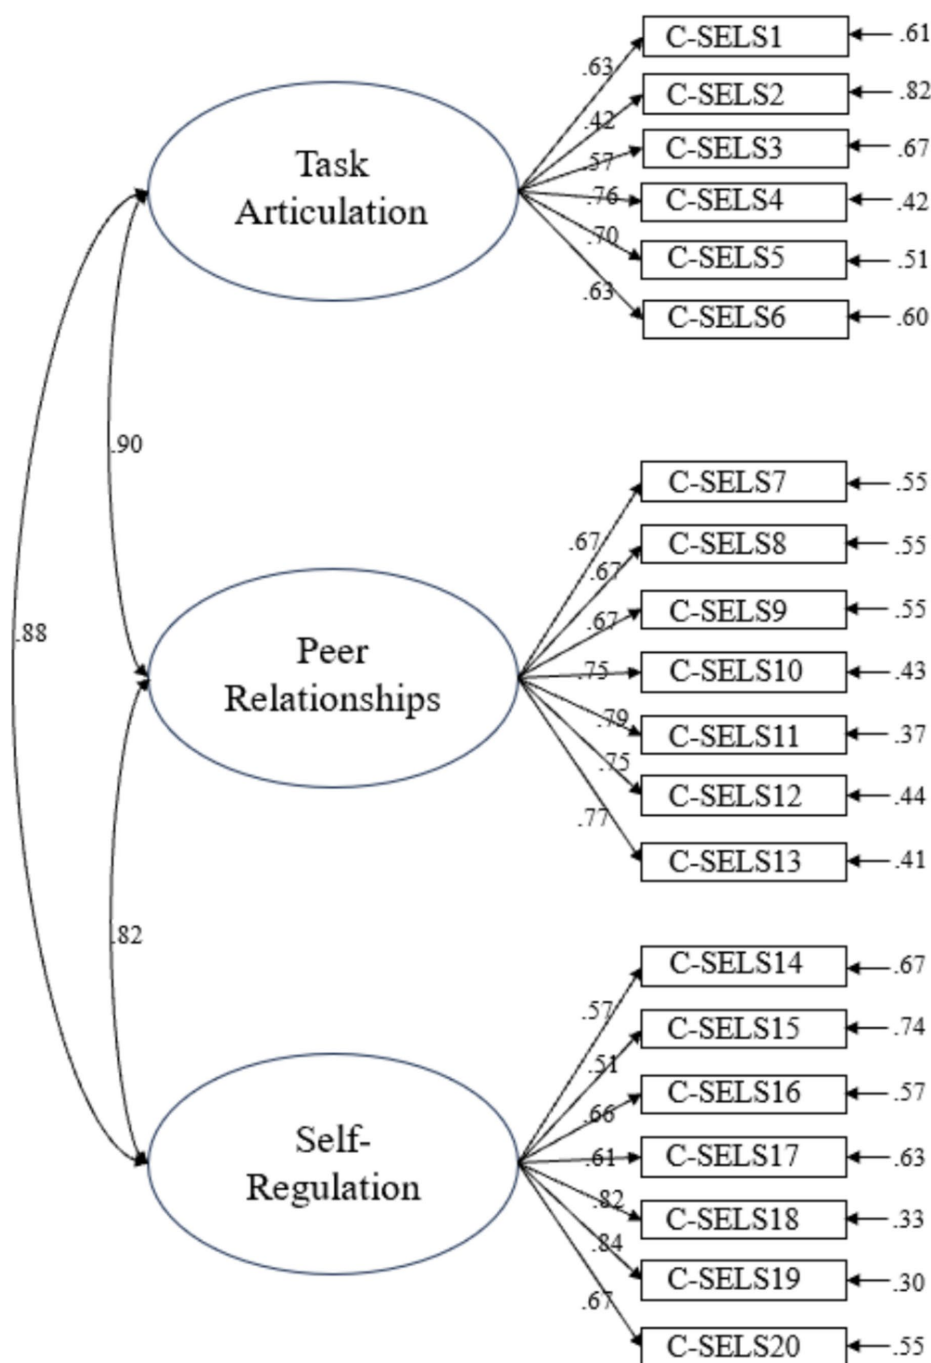 C-SELS1
.61
.63
C-SELS2
.82
.42
C-SELS3
.67
.57
Task
Articulation
C-SELS4
.42
.76
C-SELS5
.51
.70
C-SELS6
.60
.63
.90
C-SELS7
.55
.67
C-SELS8
.55
.67
C-SELS9
.55
.67
Peer
Relationships
C-SELS10
.43
.75
C-SELS11
.37
.79
C-SELS12
.44
.75
C-SELS13
.41
.77
.88
.82
C-SELS14
.67
.57
C-SELS15
.74
.51
C-SELS16
.57
.66
Self-
Regulation
C-SELS17
.63
.61
C-SELS18
.33
.82
C-SELS19
.30
.84
C-SELS20
.55
.67